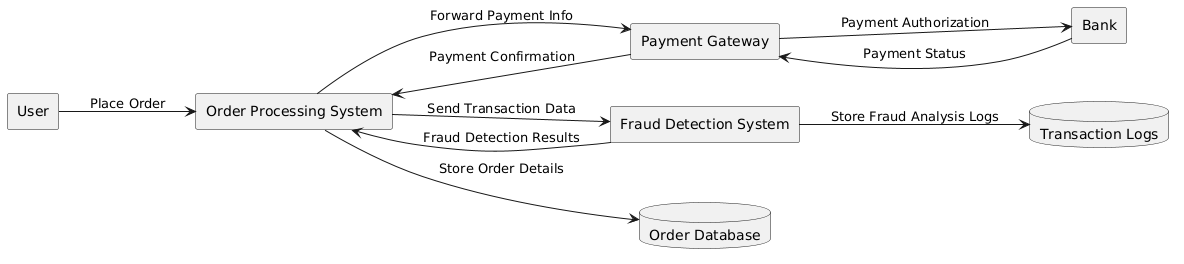 Forward Payment Info
Payment Gateway
Payment Authorization
Bank
Payment Status
Payment Confirmation
User
Place Order
Order Processing System
Send Transaction Data
Fraud Detection System
Store Fraud Analysis Logs
Transaction Logs
Fraud Detection Results
Store Order Details
Order Database